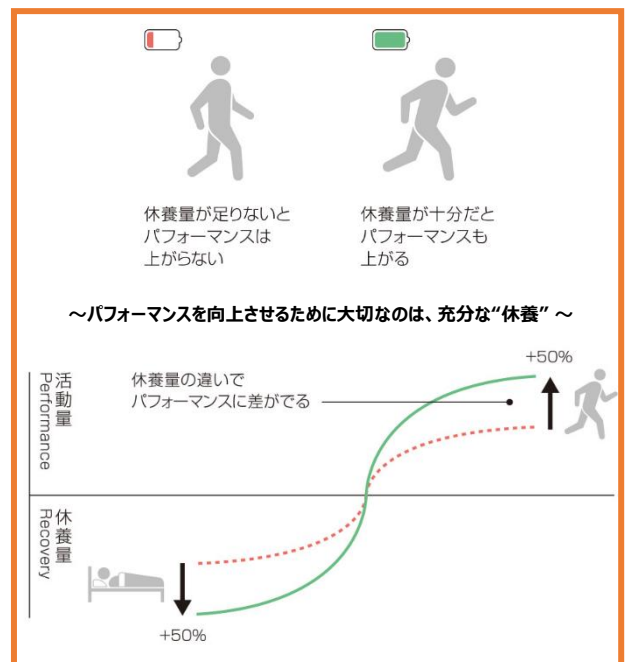 休養量が足りないと
パフォーマンスは
上がらない
休養量が十分だと
パフォーマンスも
上がる
～パフォーマンスを向上させるために大切なのは、充分な“休養” ～
+50%
活動量
Performance
休養量の違いで
パフォーマンスに差がでる
休養量
Recovery
+50%